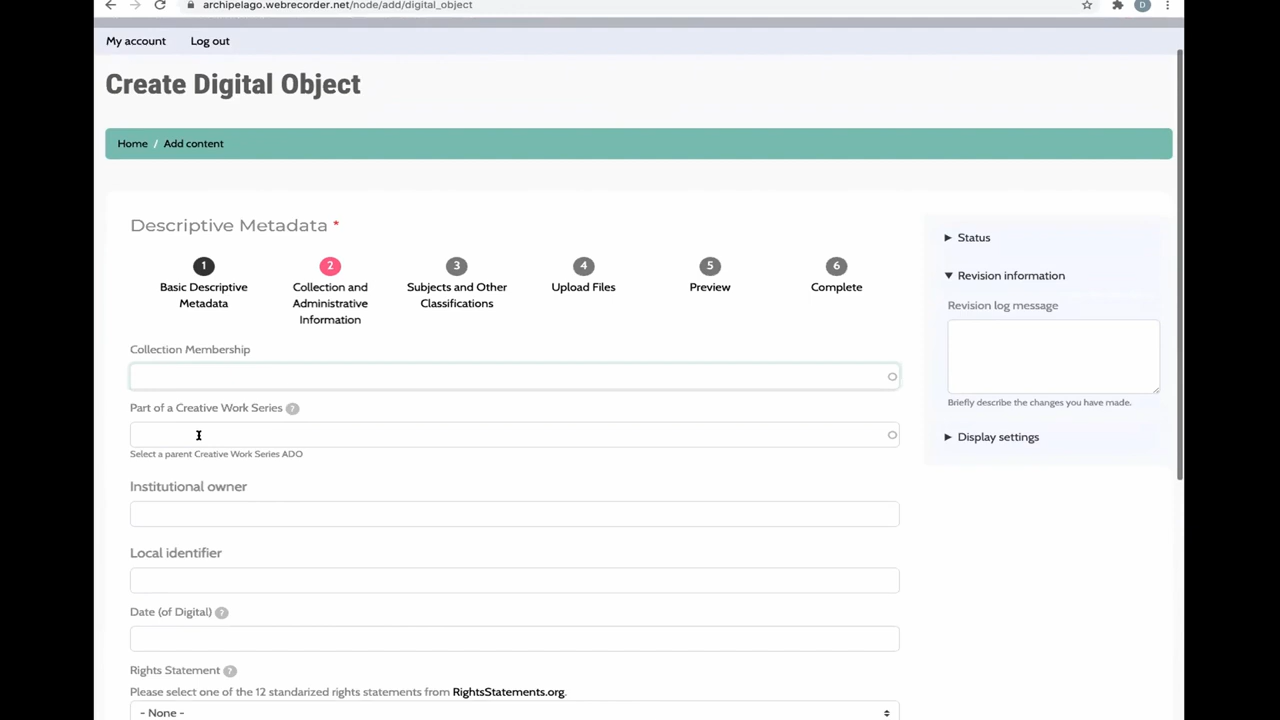 archipelago.webrecorder.net/node/add/digital_object
D
My account
Log out
Create Digital Object
Home / Add content
Descriptive Metadata *
1
Basic Descriptive
Metadata
2
Collection and
Administrative
Information
3
Subjects and Other
Classifications
4
Upload Files
5
Preview
6
Complete
Collection Membership
Part of a Creative Work Series ?
Select a parent Creative Work Series ADO
Institutional owner
Local identifier
Date (of Digital) ?
Rights Statement ?
Please select one of the 12 standarized rights statements from RightsStatements.org.
- None -
Status
Revision information
Revision log message
Briefly describe the changes you have made.
Display settings